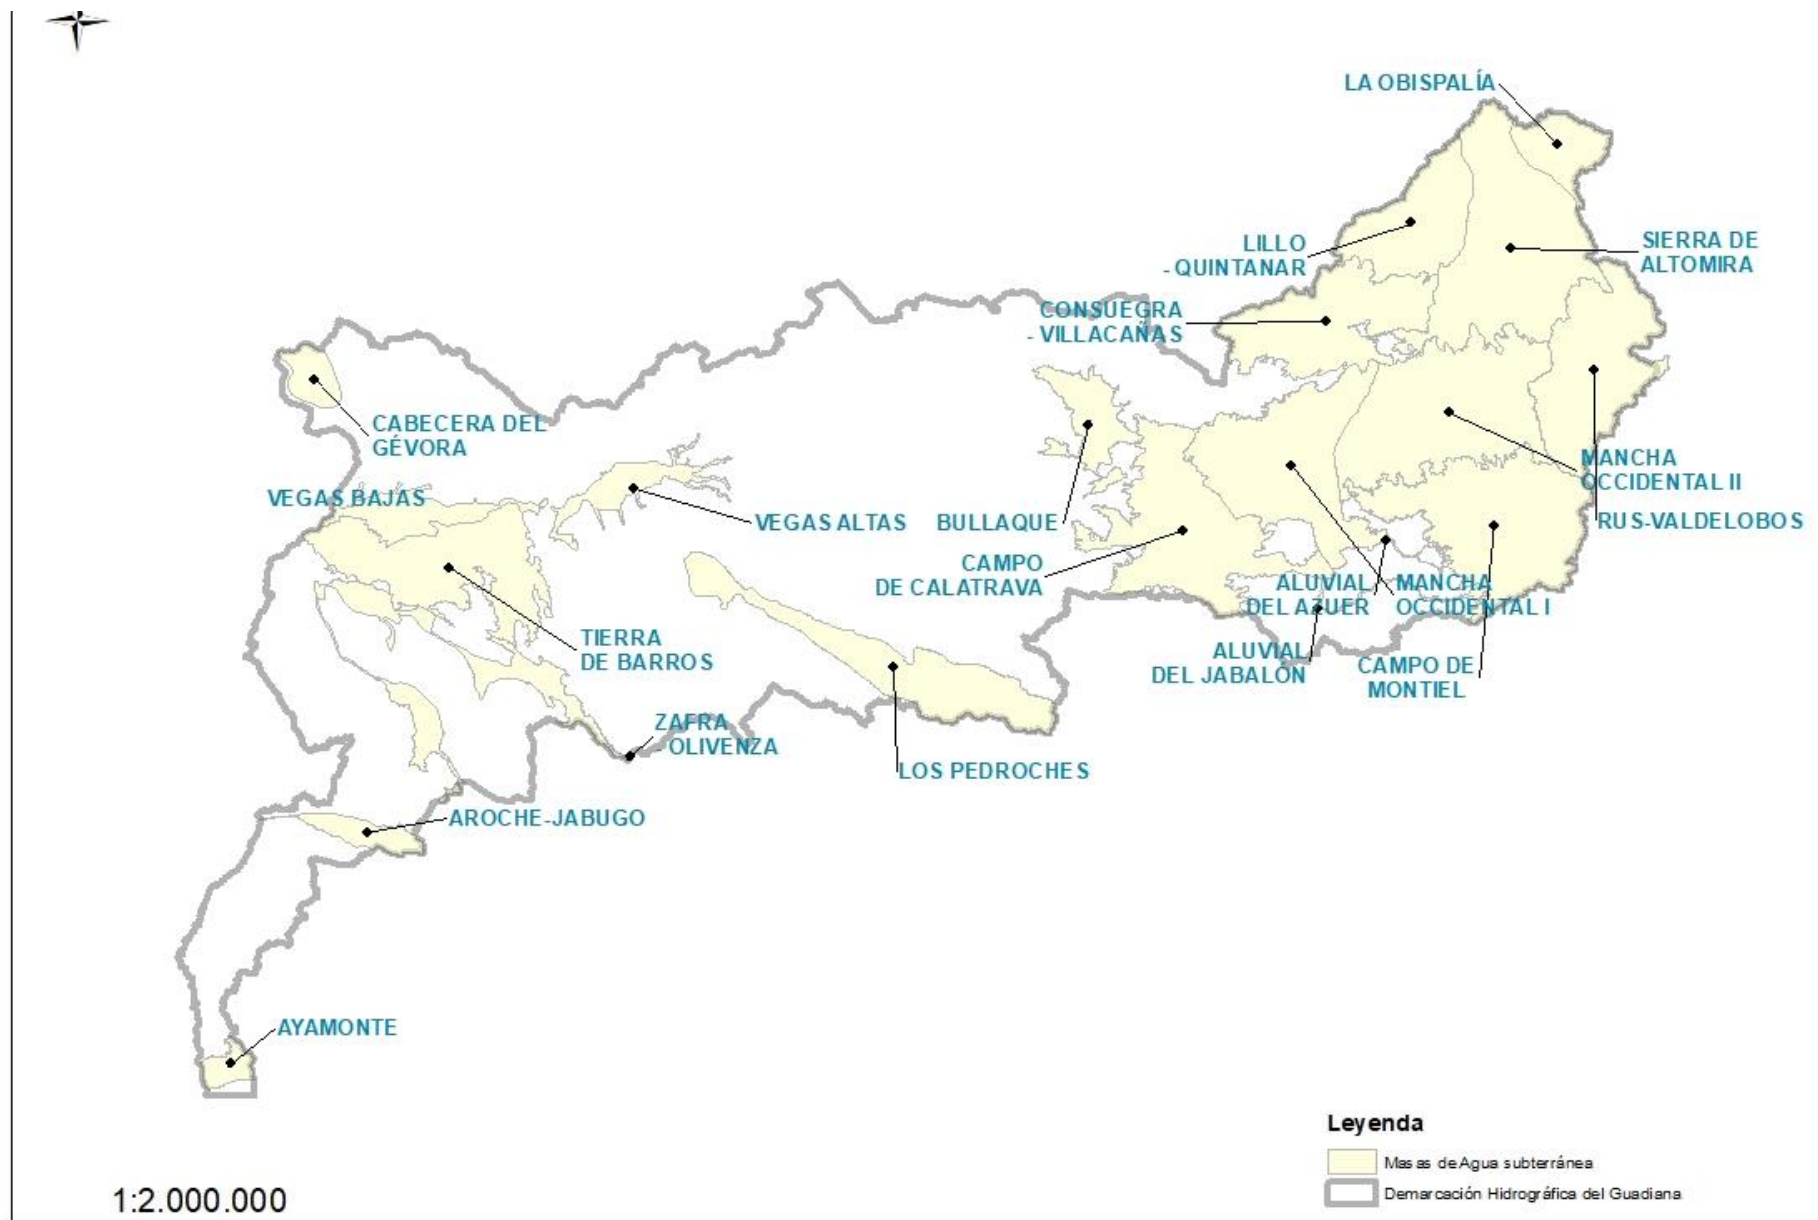 LA OBISPALÍA
LILLO
- QUINTANAR
SIERRA DE
ALTOMIRA
CONSUEGRA
- VILLACAÑAS
CABECERA DEL
GÉVORA
MANCHA
OCCIDENTAL II
VEGAS BAJAS
VEGAS ALTAS
BULLAQUE
RUS-VALDELOBOS
CAMPO
DE CALATRAVA
ALUVIAL
DEL AZUER
MANCHA
OCCIDENTAL I
TIERRA
DE BARROS
ALUVIAL
DEL JABALÓN
CAMPO DE
MONTIEL
ZAFRA
- OLIVENZA
LOS PEDROCHES
AROCHE-JABUGO
AYAMONTE
Leyenda
Masas de Agua subterránea
Demarcación Hidrográfica del Guadiana
1:2.000.000